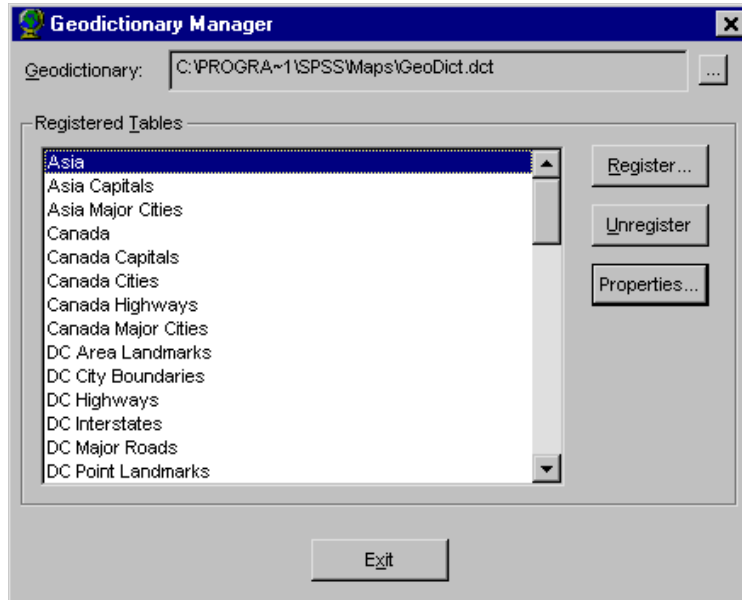 Geodictionary Manager
Geodictionary: C:\PROGRA~1\SPSS\Maps\GeoDict.dct ...
Registered Tables
Asia
Asia Capitals
Asia Major Cities
Canada
Canada Capitals
Canada Cities
Canada Highways
Canada Major Cities
DC Area Landmarks
DC City Boundaries
DC Highways
DC Interstates
DC Major Roads
DC Point Landmarks
Register...
Unregister
Properties...
Exit